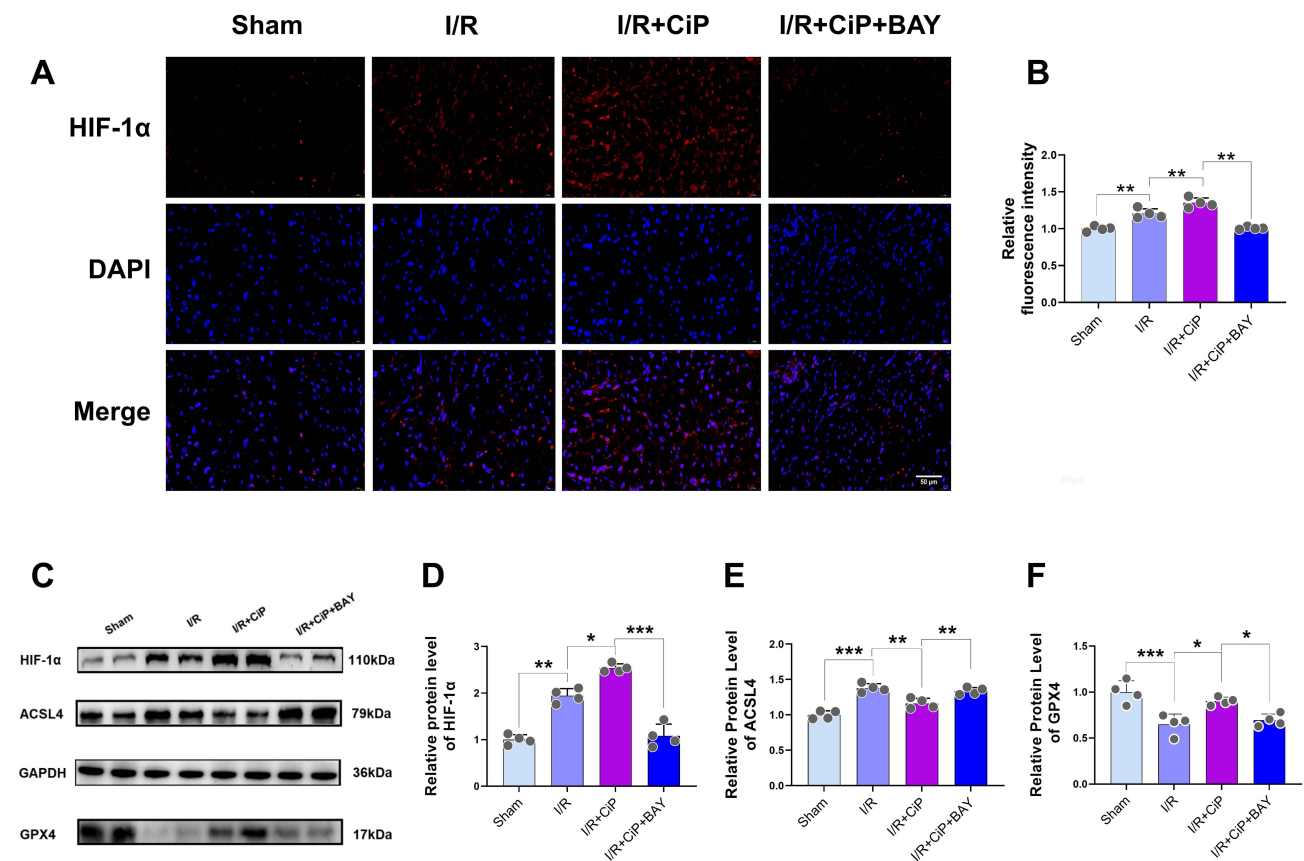 Sham I/R I/R+CiP I/R+CiP+BAY
A
HIF-1α
DAPI
Merge
50 μm
B
Relative
fluorescence intensity
2.0
1.5
1.0
0.5
0.0
** ** **
Sham I/R I/R+CiP I/R+CiP+BAY
50μm
C
Sham I/R I/R+CiP I/R+CiP+BAY
HIF-1α 110kDa
ACSL4 79kDa
GAPDH 36kDa
GPX4 17kDa
D
Relative protein level
of HIF-1α
3
2
1
0
** * ***
Sham I/R I/R+CiP I/R+CiP+BAY
E
Relative Protein Level
of ACSL4
2.0
1.5
1.0
0.5
0.0
*** ** **
Sham I/R I/R+CiP I/R+CiP+BAY
F
Relative Protein Level
of GPX4
1.5
1.0
0.5
0.0
*** * *
Sham I/R I/R+CiP I/R+CiP+BAY